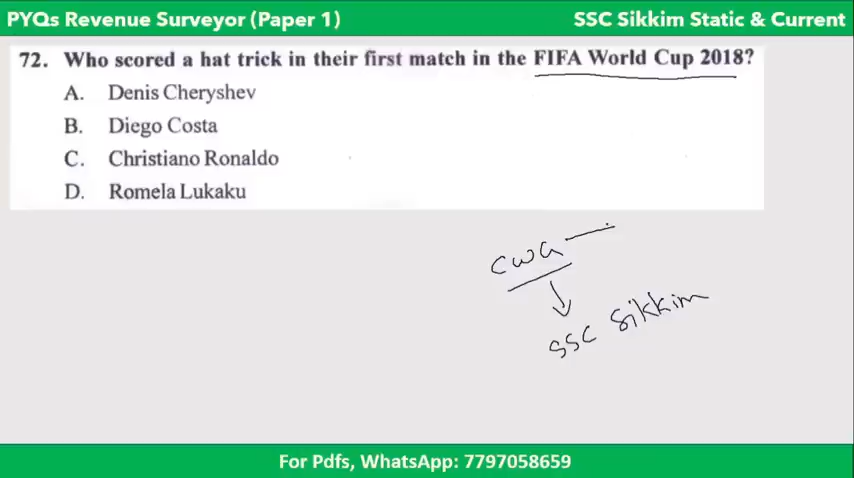 PYQs Revenue Surveyor (Paper 1) SSC Sikkim Static & Current
72. Who scored a hat trick in their first match in the FIFA World Cup 2018?
A. Denis Cheryshev
B. Diego Costa
C. Christiano Ronaldo
D. Romela Lukaku
CWG
SSC Sikkim
For Pdfs, WhatsApp: 7797058659